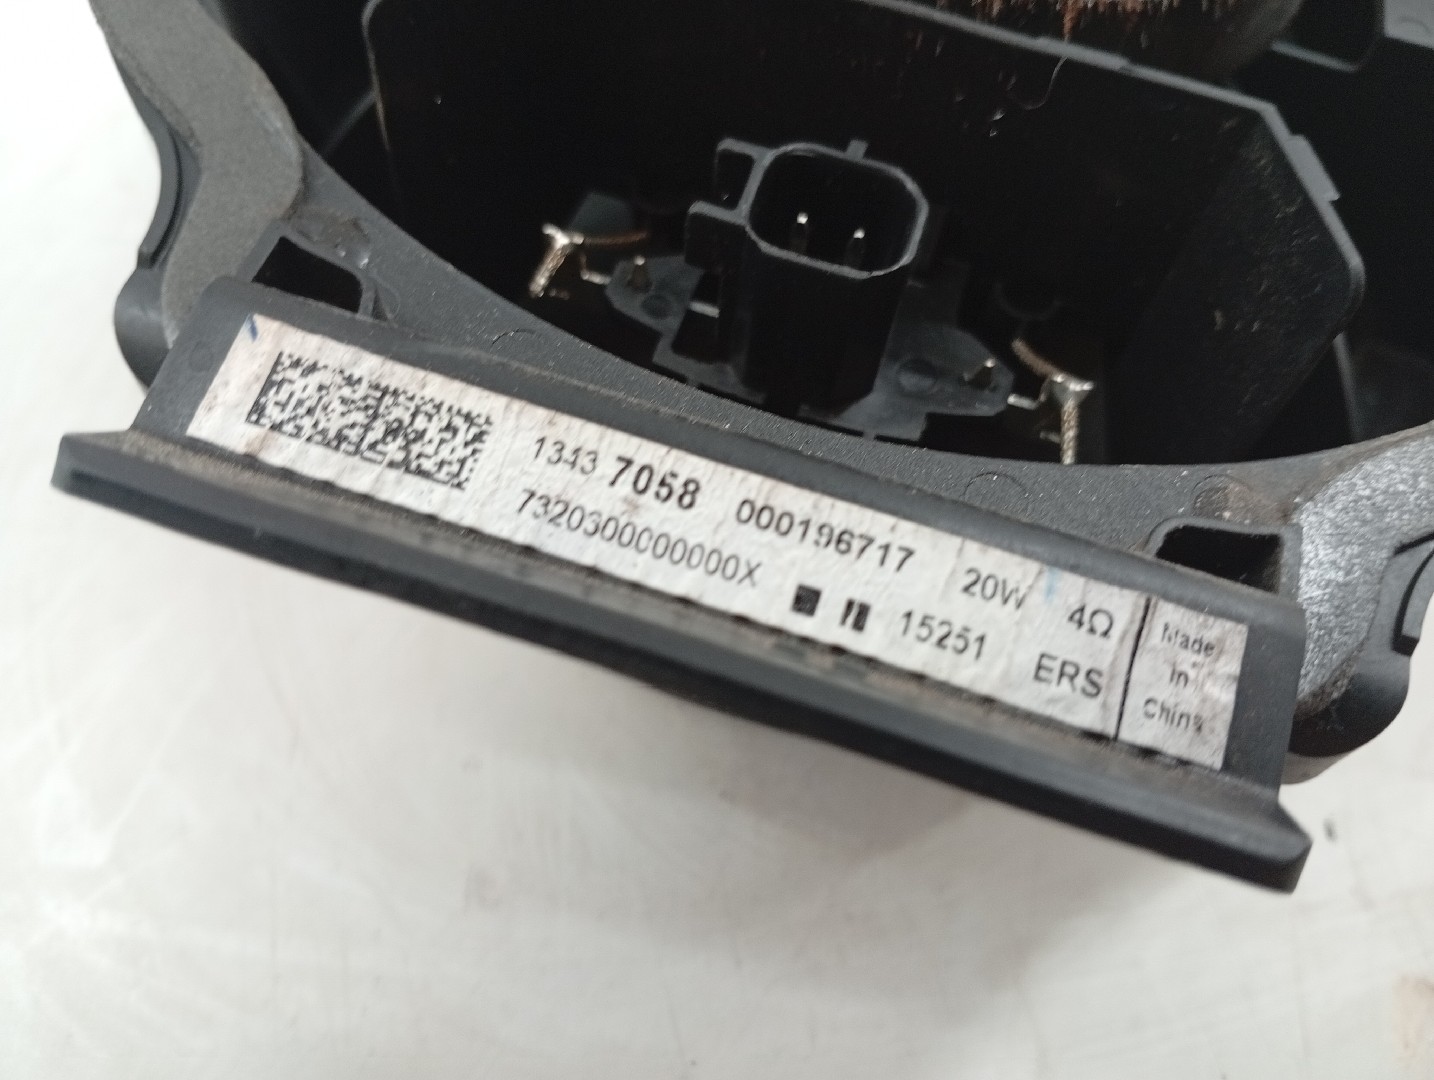 1343 7058 000196717 20W 4Ω
7320300000000X 15251 ERS
Made
in
China